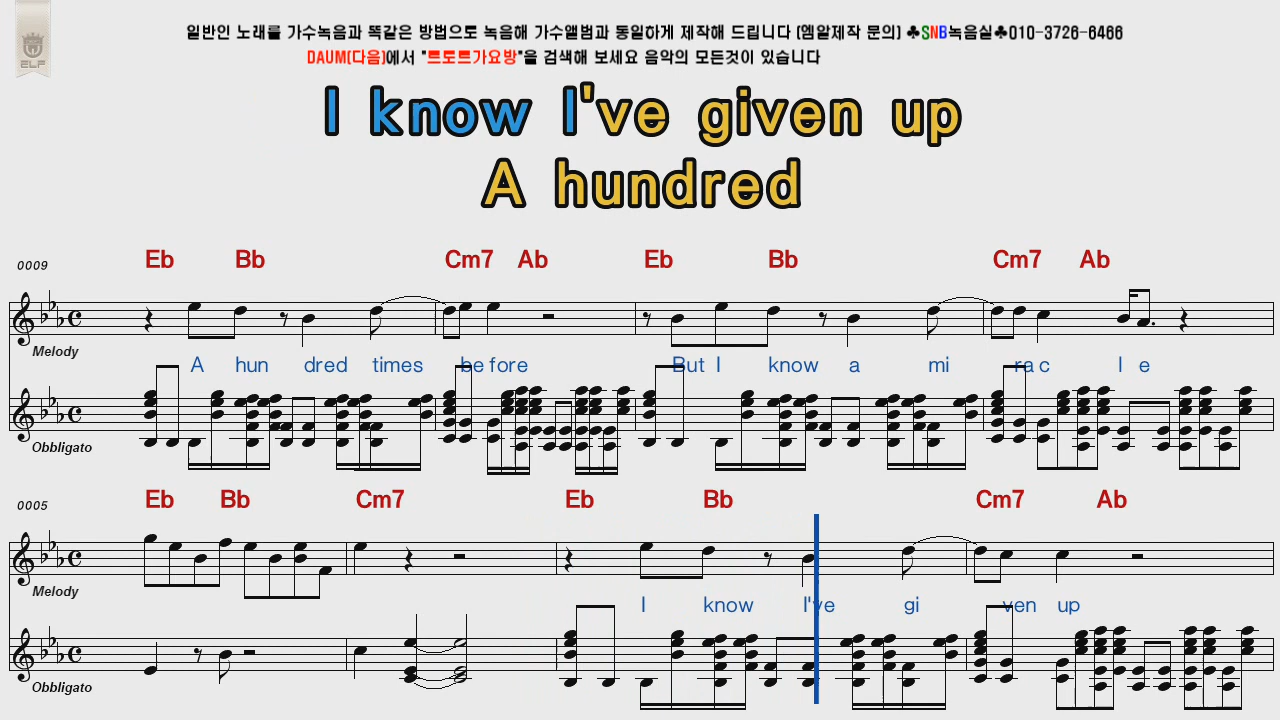 일반인 노래를 가수녹음과 똑같은 방법으로 녹음해 가수앨범과 동일하게 제작해 드립니다 (엠알제작 문의) ♣SNB녹음실♣010-3726-6466
DAUM(다음)에서 "트로트가요방"을 검색해 보세요 음악의 모든것이 있습니다
ELF
I know I've given up
A hundred
0009 Eb Bb Cm7 Ab Eb Bb Cm7 Ab
Melody
A hun dred times be fore But I know a mi rac l e
Obbligato
0005 Eb Bb Cm7 Eb Bb Cm7 Ab
Melody
I know I've gi ven up
Obbligato